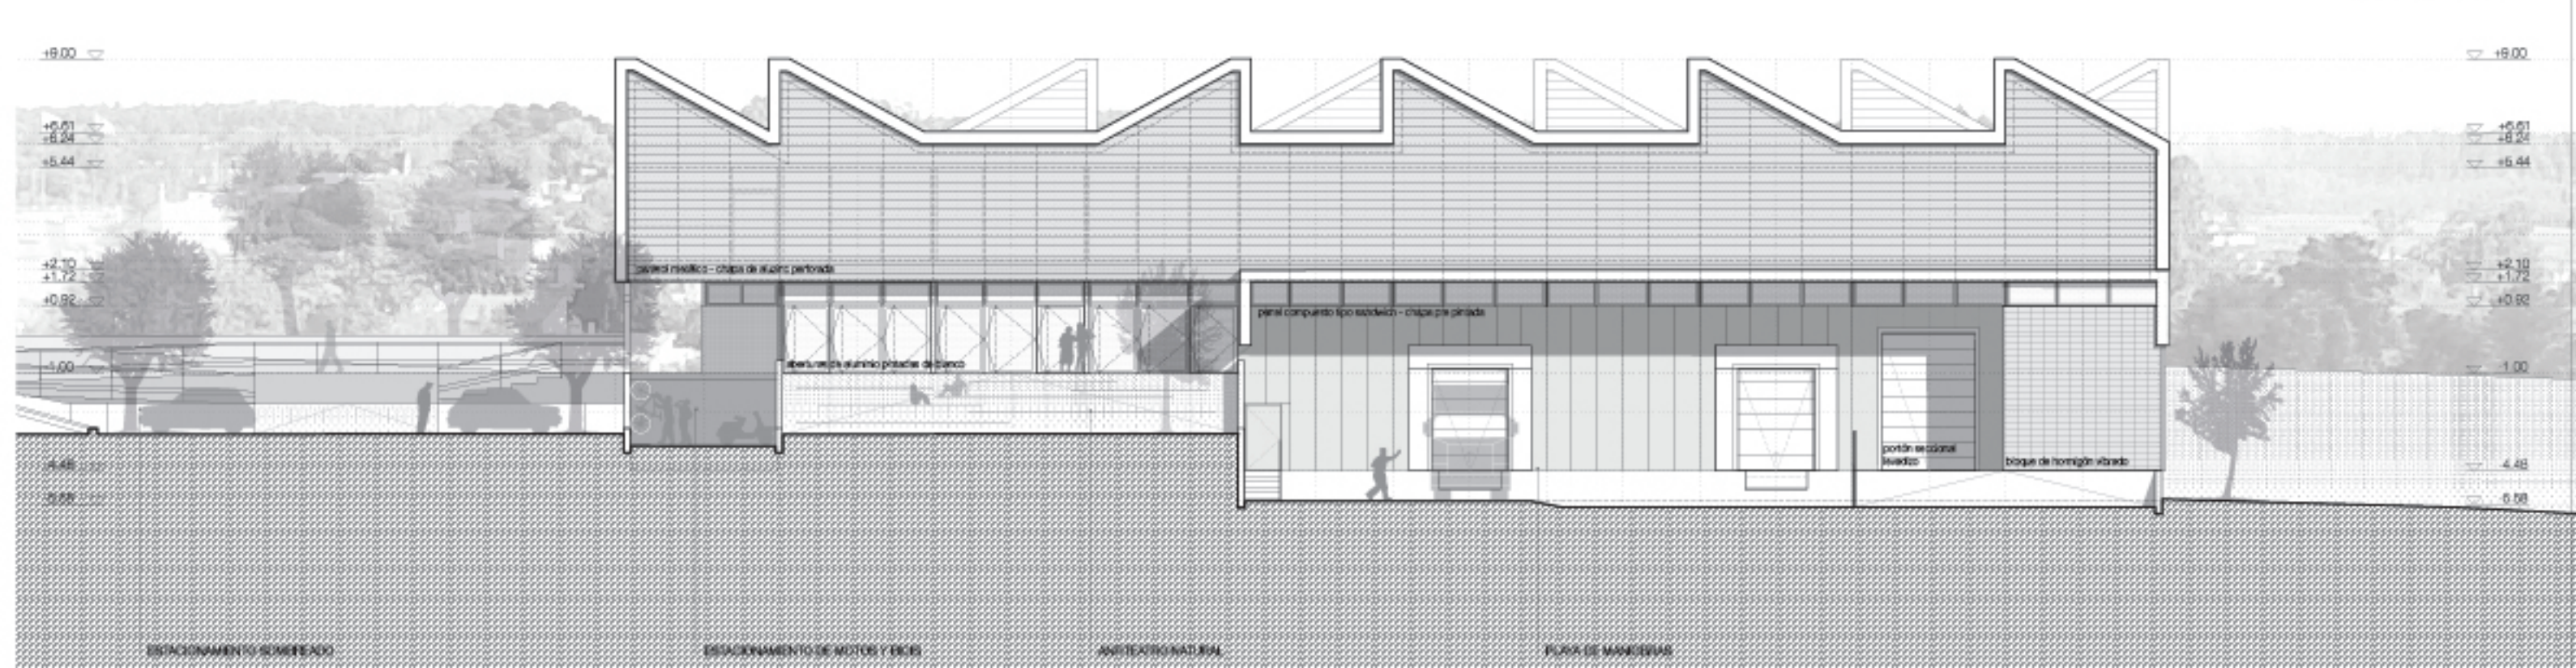 +9.00
+9.00
+6.61
+6.24
+5.44
+6.61
+6.24
+5.44
+2.10
+1.72
+0.92
+2.10
+1.72
+0.92
panel metálico - chapa de aluzinc perforada
panel compuesto tipo sandwich - chapa pre pintada
aberturas de aluminio pintadas de blanco
-1.00
-1.00
portón seccional
levadizo
bloque de hormigón vibrado
-4.48
-4.48
-5.58
-5.58
ESTACIONAMIENTO SOMBREADO
ESTACIONAMIENTO DE MOTOS Y BICIS
ANFITEATRO NATURAL
PLAYA DE MANIOBRAS